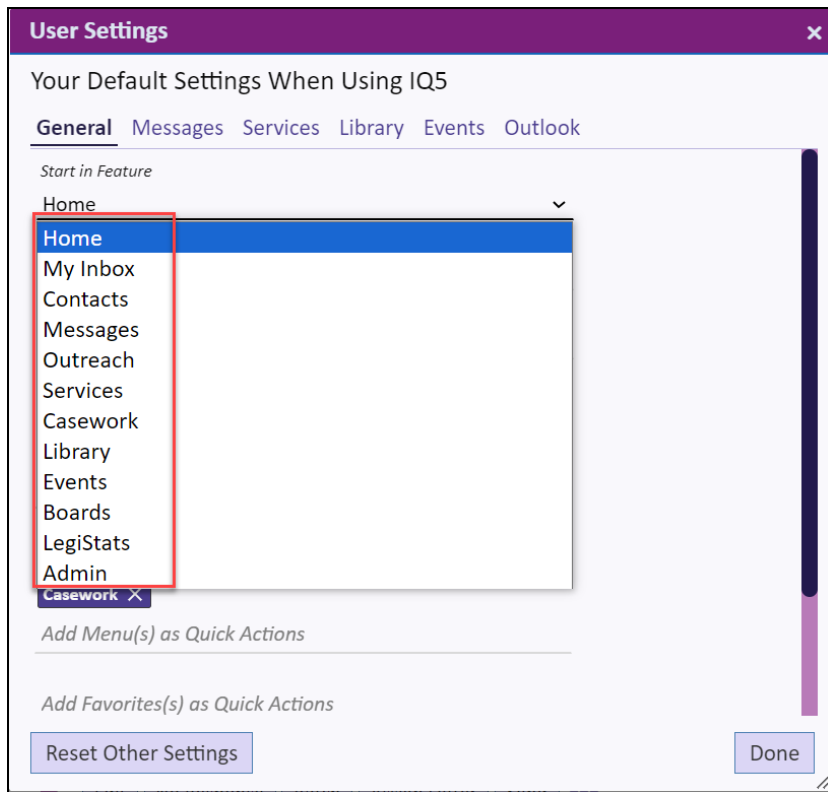 User Settings ×
Your Default Settings When Using IQ5
General Messages Services Library Events Outlook
Start in Feature
Home
Home
My Inbox
Contacts
Messages
Outreach
Services
Casework
Library
Events
Boards
LegiStats
Admin
Casework ×
Add Menu(s) as Quick Actions
Add Favorites(s) as Quick Actions
Reset Other Settings Done